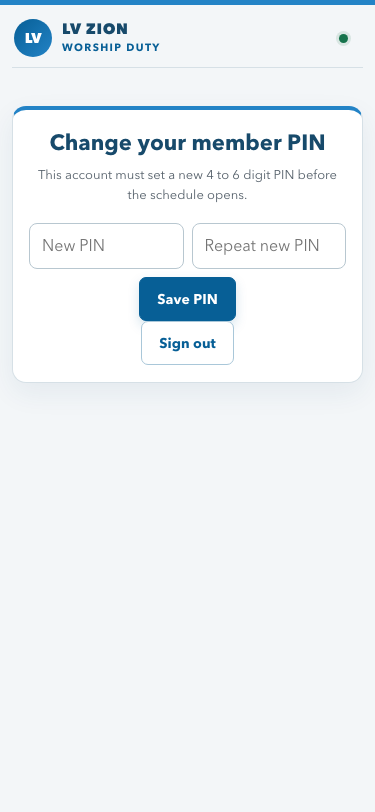 LV
LV ZION
WORSHIP DUTY
Change your member PIN
This account must set a new 4 to 6 digit PIN before
the schedule opens.
New PIN
Repeat new PIN
Save PIN
Sign out